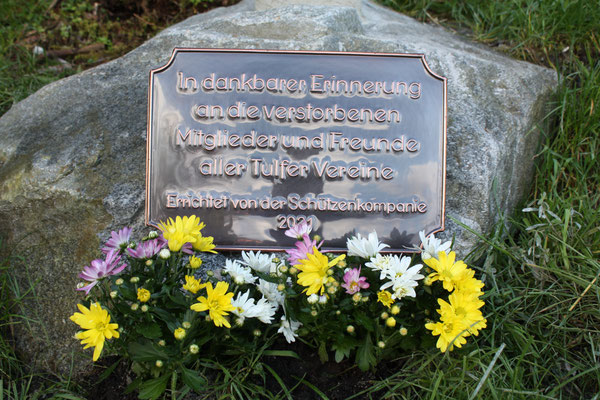 In dankbarer Erinnerung
an die verstorbenen
Mitglieder und Freunde
aller Tulfer Vereine
Errichtet von der Schützenkompanie